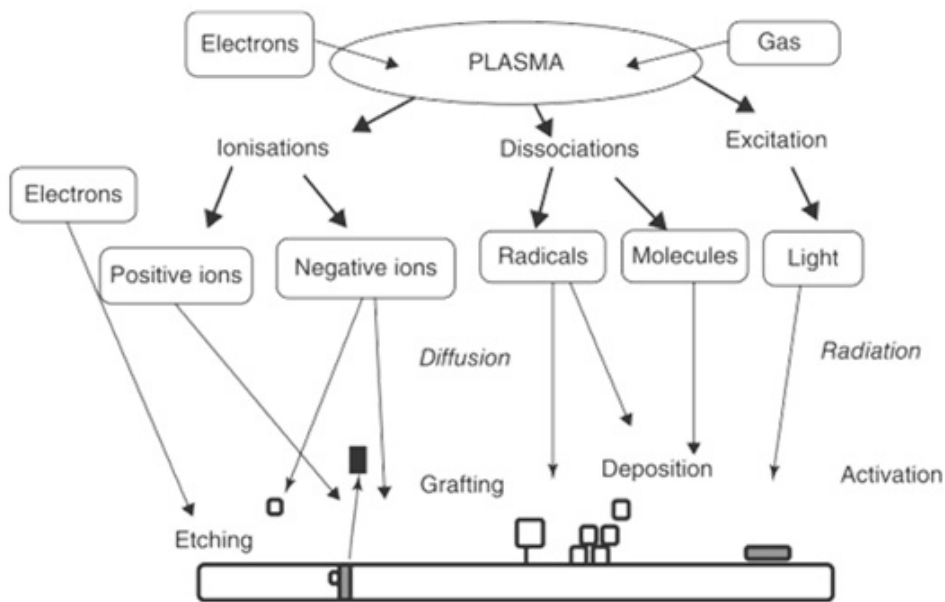 Electrons
PLASMA
Gas
Ionisations
Dissociations
Excitation
Electrons
Positive ions
Negative ions
Radicals
Molecules
Light
Diffusion
Radiation
Etching
Grafting
Deposition
Activation